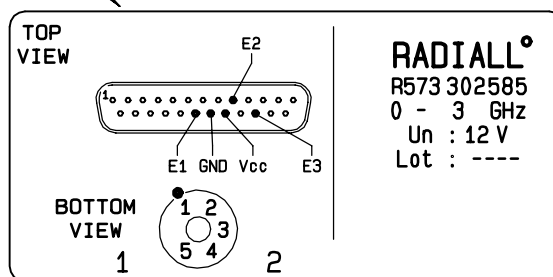 TOP
VIEW
E2
1
E1 GND Vcc E3
BOTTOM
VIEW
1 2
3
5 4
1 2
RADIALL°
R573 302585
0 - 3 GHz
Un : 12 V
Lot : ----